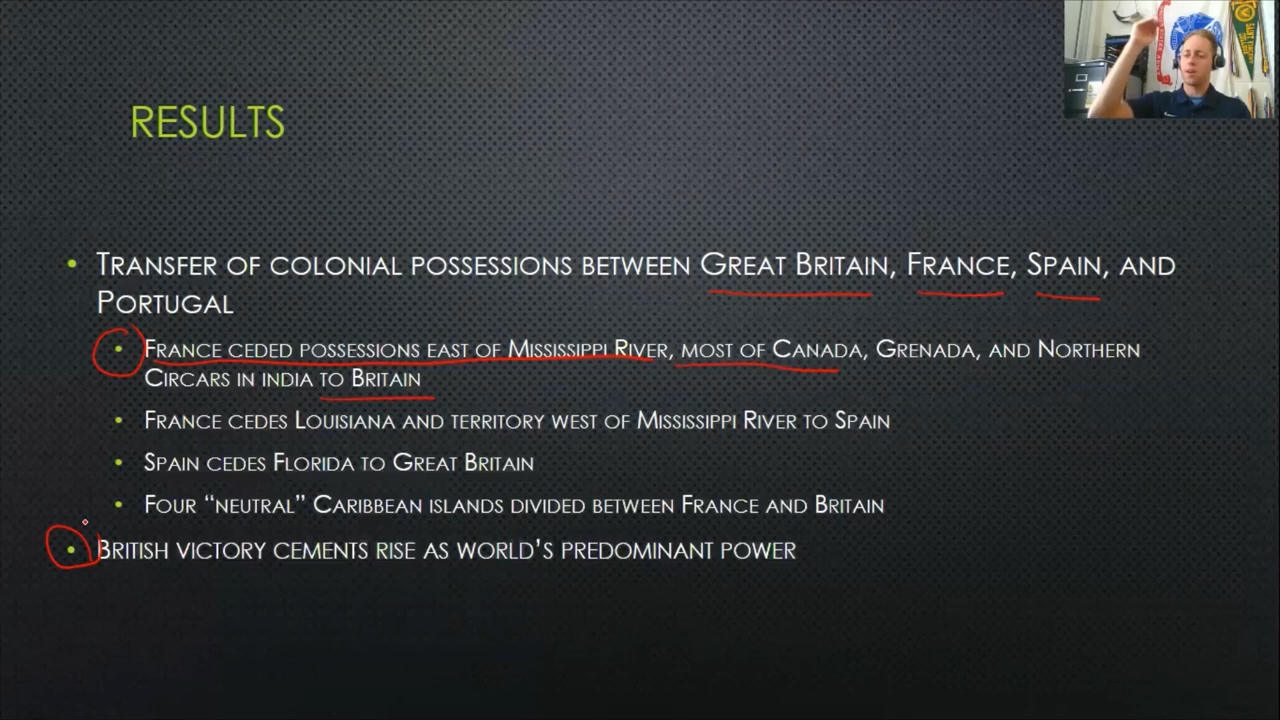 RESULTS
• TRANSFER OF COLONIAL POSSESSIONS BETWEEN GREAT BRITAIN, FRANCE, SPAIN, AND
PORTUGAL
• FRANCE CEDED POSSESSIONS EAST OF MISSISSIPPI RIVER, MOST OF CANADA, GRENADA, AND NORTHERN
CIRCARS IN INDIA TO BRITAIN
• FRANCE CEDES LOUISIANA AND TERRITORY WEST OF MISSISSIPPI RIVER TO SPAIN
• SPAIN CEDES FLORIDA TO GREAT BRITAIN
• FOUR “NEUTRAL” CARIBBEAN ISLANDS DIVIDED BETWEEN FRANCE AND BRITAIN
• BRITISH VICTORY CEMENTS RISE AS WORLD’S PREDOMINANT POWER